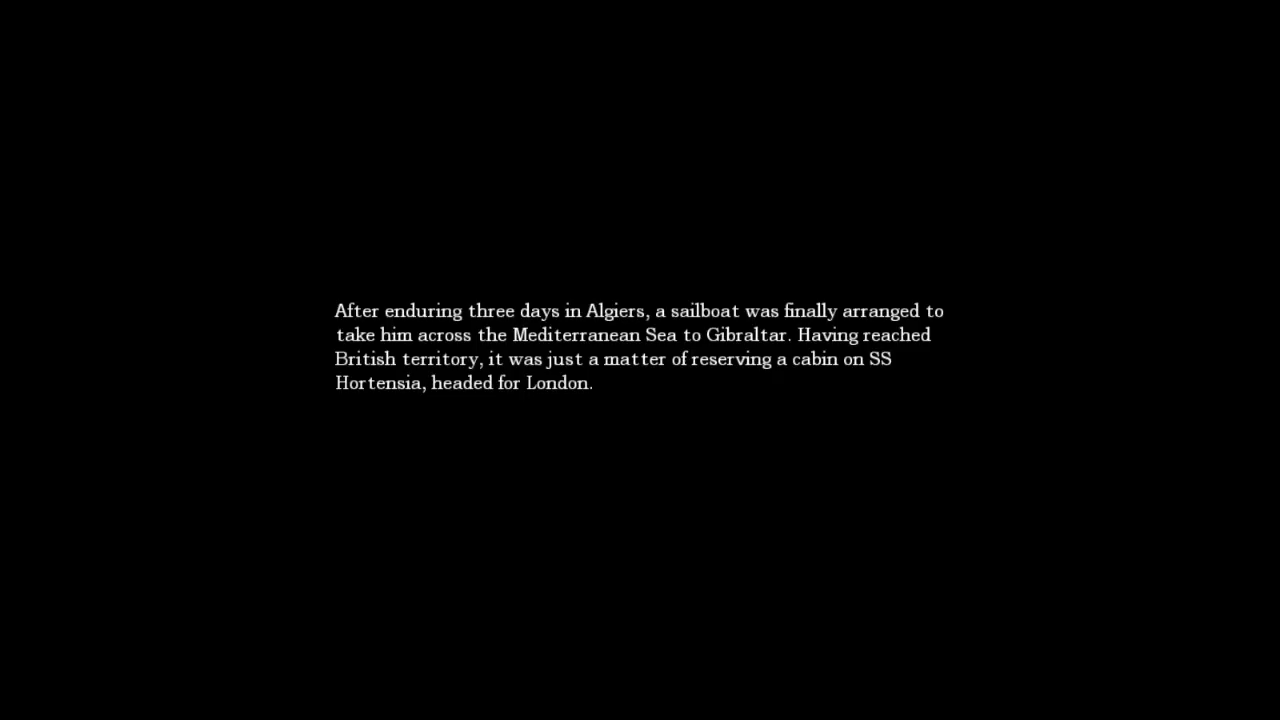 After enduring three days in Algiers, a sailboat was finally arranged to
take him across the Mediterranean Sea to Gibraltar. Having reached
British territory, it was just a matter of reserving a cabin on SS
Hortensia, headed for London.